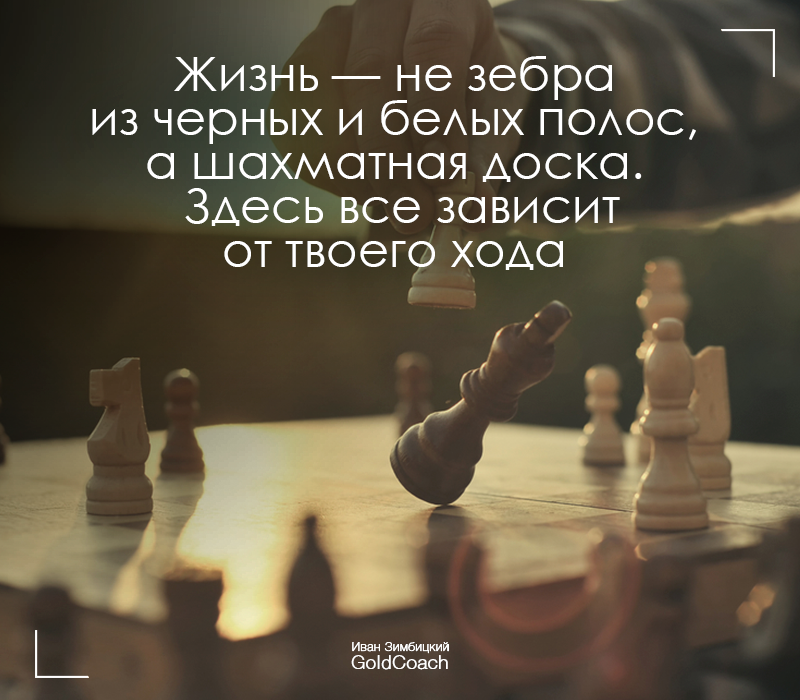 Жизнь — не зебра
из черных и белых полос,
а шахматная доска.
Здесь все зависит
от твоего хода
Иван Зимбицкий
GoldCoach